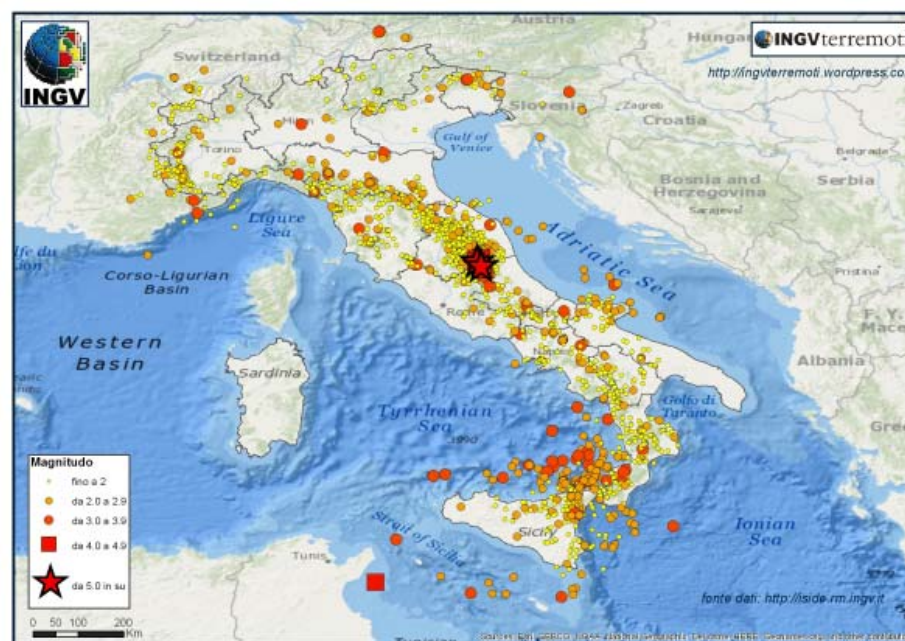 INGV
INGVterremoti
http://ingvterremoti.wordpress.co
Austria
Switzerland
Slovenia
Zagreb
Croatia
Milan
Torino
Gulf of
Venice
Belgrade
Bosnia and
Herzegovina
Serbia
Sarajevo
Ligure
Sea
Adriatic Sea
Corso-Ligurian
Basin
Pristina
Rome
F. Y.
Western
Basin
Albania
Sardinia
Golfo di
Taranto
Tyrrhenian
Sea
Magnitudo
fino a 2
da 2.0 a 2.9
da 3.0 a 3.9
da 4.0 a 4.9
da 5.0 in su
Sicily
Strait of Sicilia
Ionian
Sea
Tunis
fonte dati: http://iside.rm.ingv.it
0 50 100 200
Km